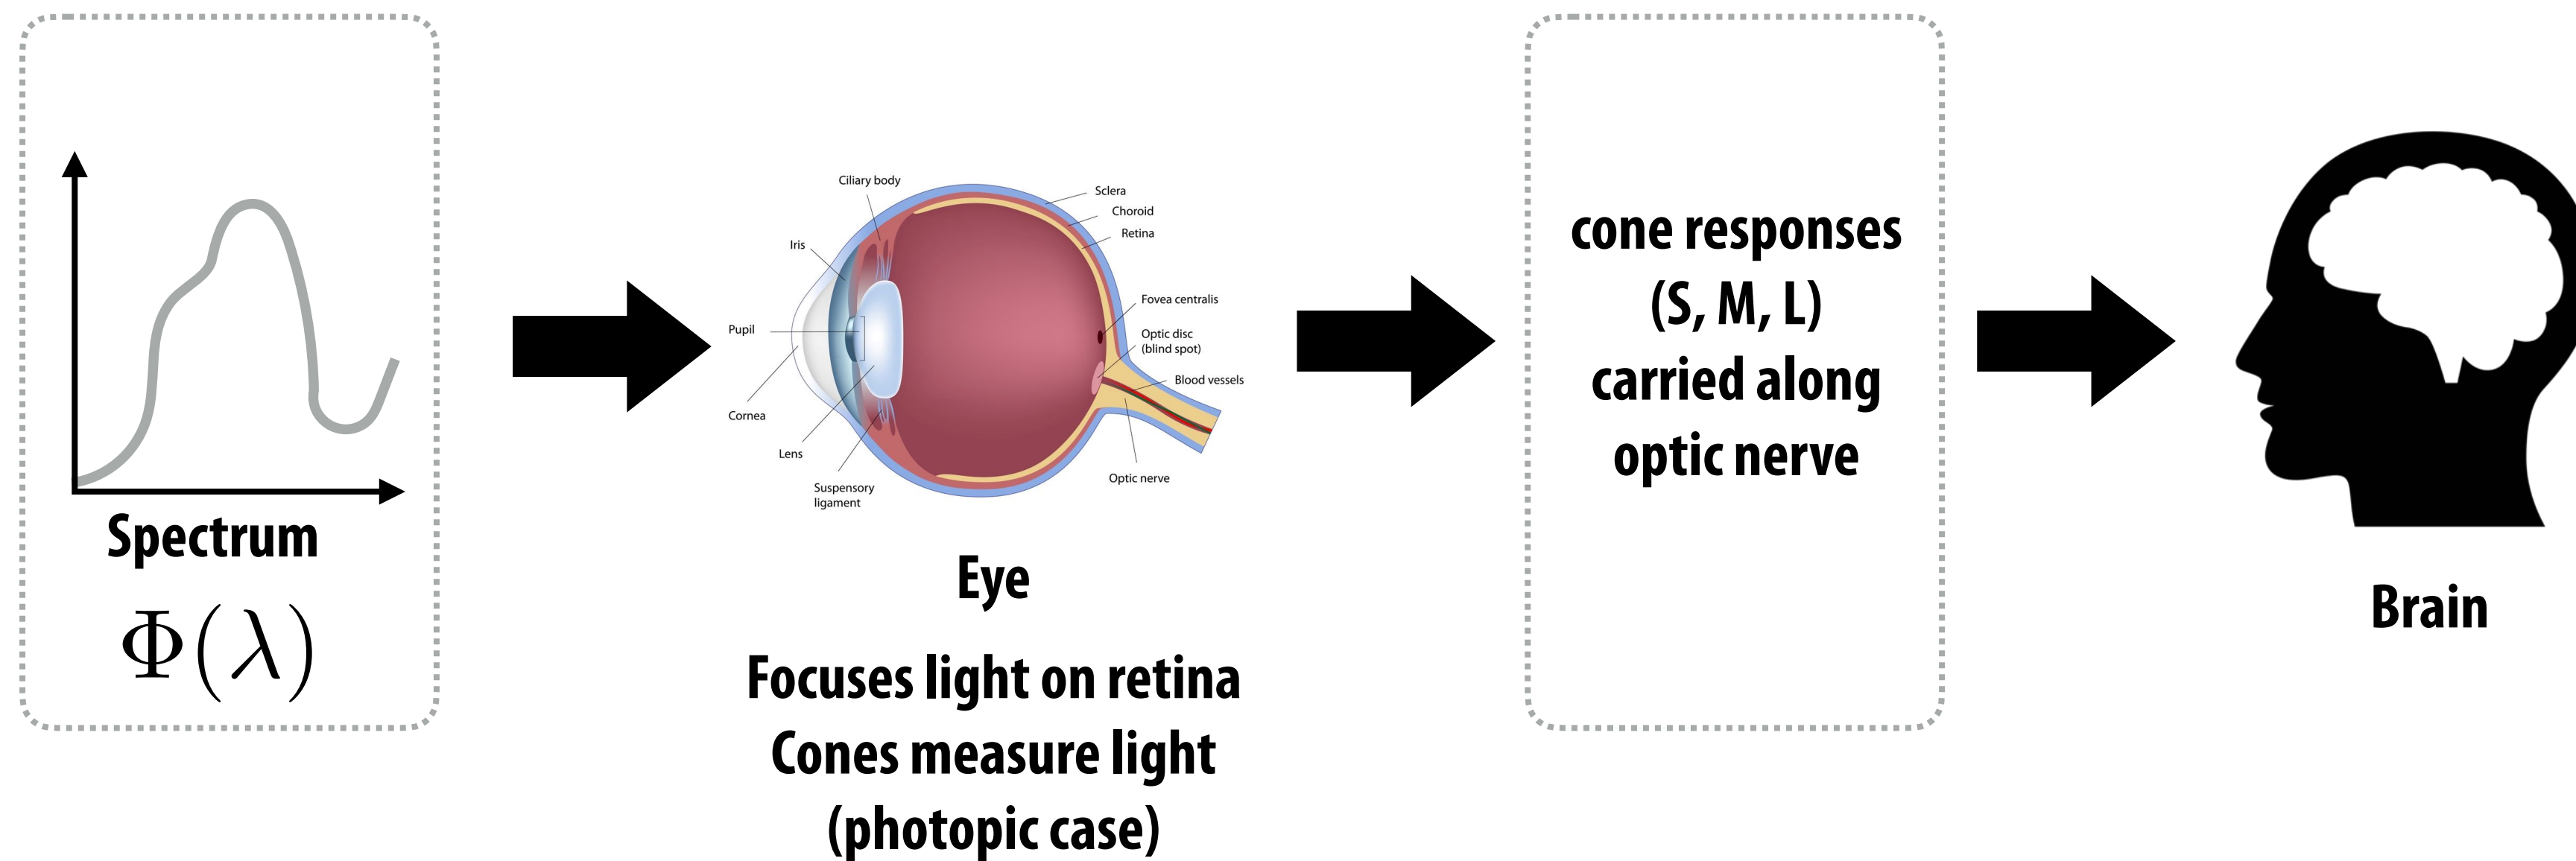 Spectrum
Φ(λ)
Ciliary body
Iris
Pupil
Cornea
Lens
Suspensory
ligament
Sclera
Choroid
Retina
Fovea centralis
Optic disc
(blind spot)
Blood vessels
Optic nerve
Eye
Focuses light on retina
Cones measure light
(photopic case)
cone responses
(S, M, L)
carried along
optic nerve
Brain